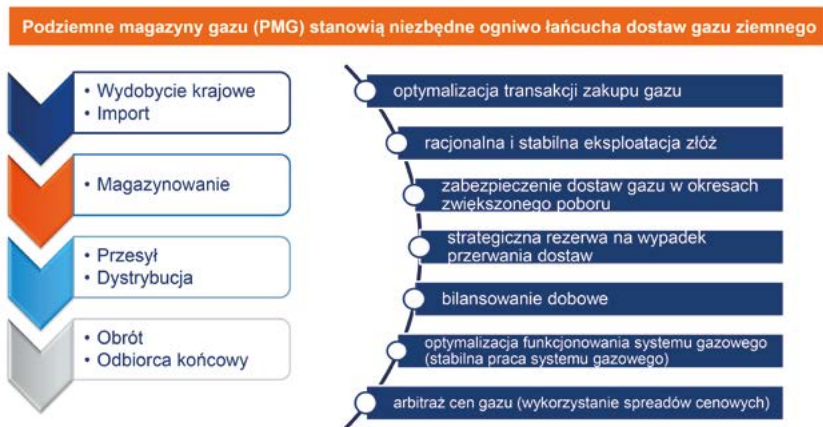 Podziemne magazyny gazu (PMG) stanowią niezbędne ogniwo łańcucha dostaw gazu ziemnego
• Wydobycie krajowe
• Import
• Magazynowanie
• Przesył
• Dystrybucja
• Obrót
• Odbiorca końcowy
optymalizacja transakcji zakupu gazu
racjonalna i stabilna eksploatacja złóż
zabezpieczenie dostaw gazu w okresach
zwiększonego poboru
strategiczna rezerwa na wypadek
przerwania dostaw
bilansowanie dobowe
optymalizacja funkcjonowania systemu gazowego
(stabilna praca systemu gazowego)
arbitraż cen gazu (wykorzystanie spreadów cenowych)